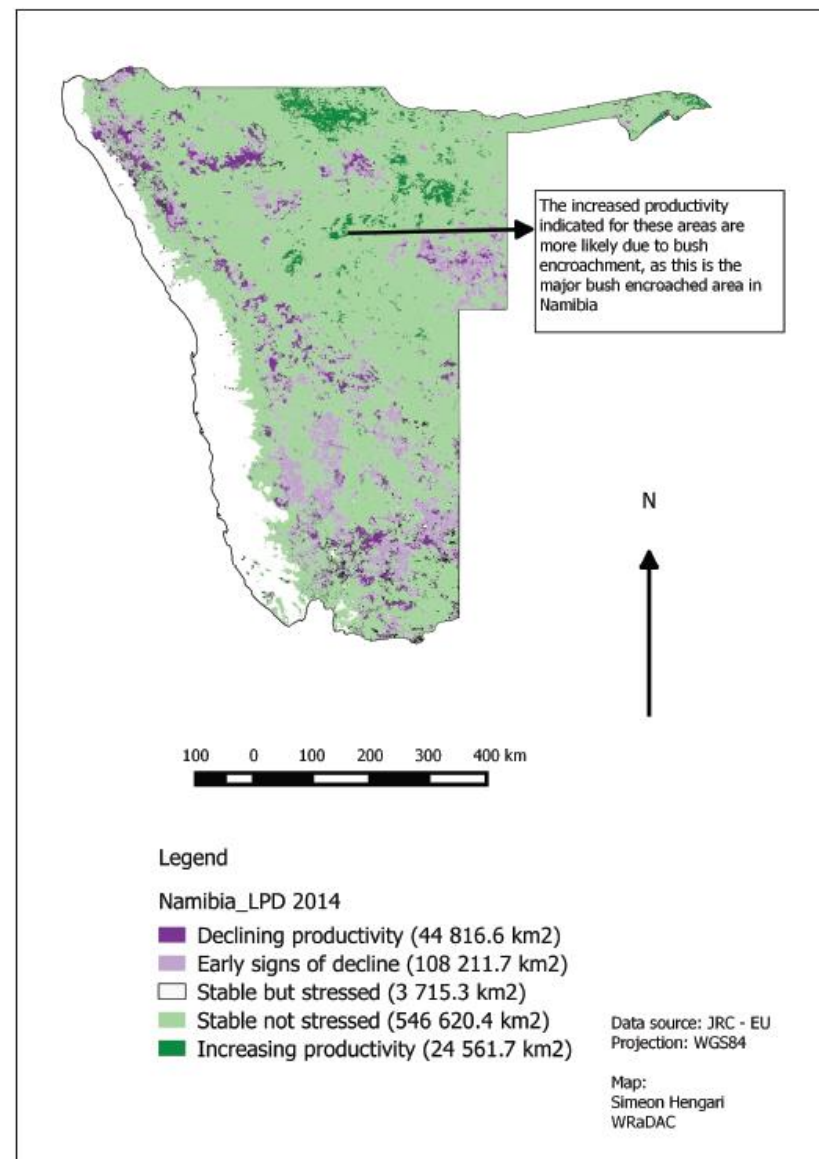 The increased productivity
indicated for these areas are
more likely due to bush
encroachment, as this is the
major bush encroached area in
Namibia
N
100 0 100 200 300 400 km
Legend
Namibia_LPD 2014
Declining productivity (44 816.6 km2)
Early signs of decline (108 211.7 km2)
Stable but stressed (3 715.3 km2)
Stable not stressed (546 620.4 km2)
Increasing productivity (24 561.7 km2)
Data source: JRC - EU
Projection: WGS84
Map:
Simeon Hengari
WRaDAC